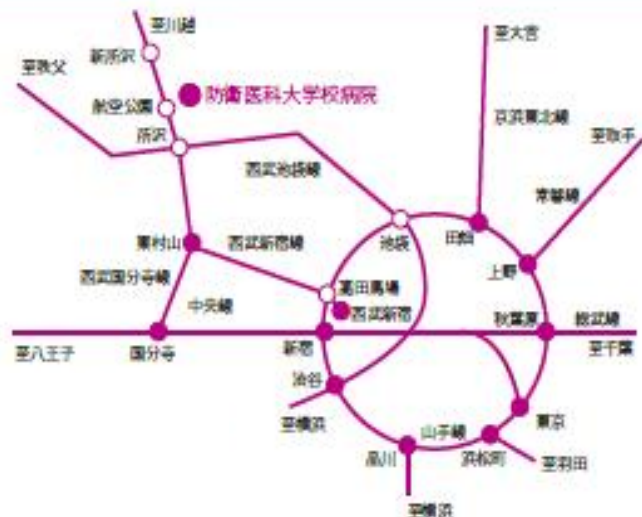 至川越
新所沢
至秩父
防衛医科大学校病院
航空公園
所沢
至大宮
京浜東北線
至取手
常磐線
西武池袋線
池袋
田端
上野
東村山
西武新宿線
西武国分寺線
中央線
高田馬場
西武新宿
秋葉原
総武線
至八王子
国分寺
新宿
至千葉
渋谷
至横浜
山手線
東京
品川
浜松町
至羽田
至横浜